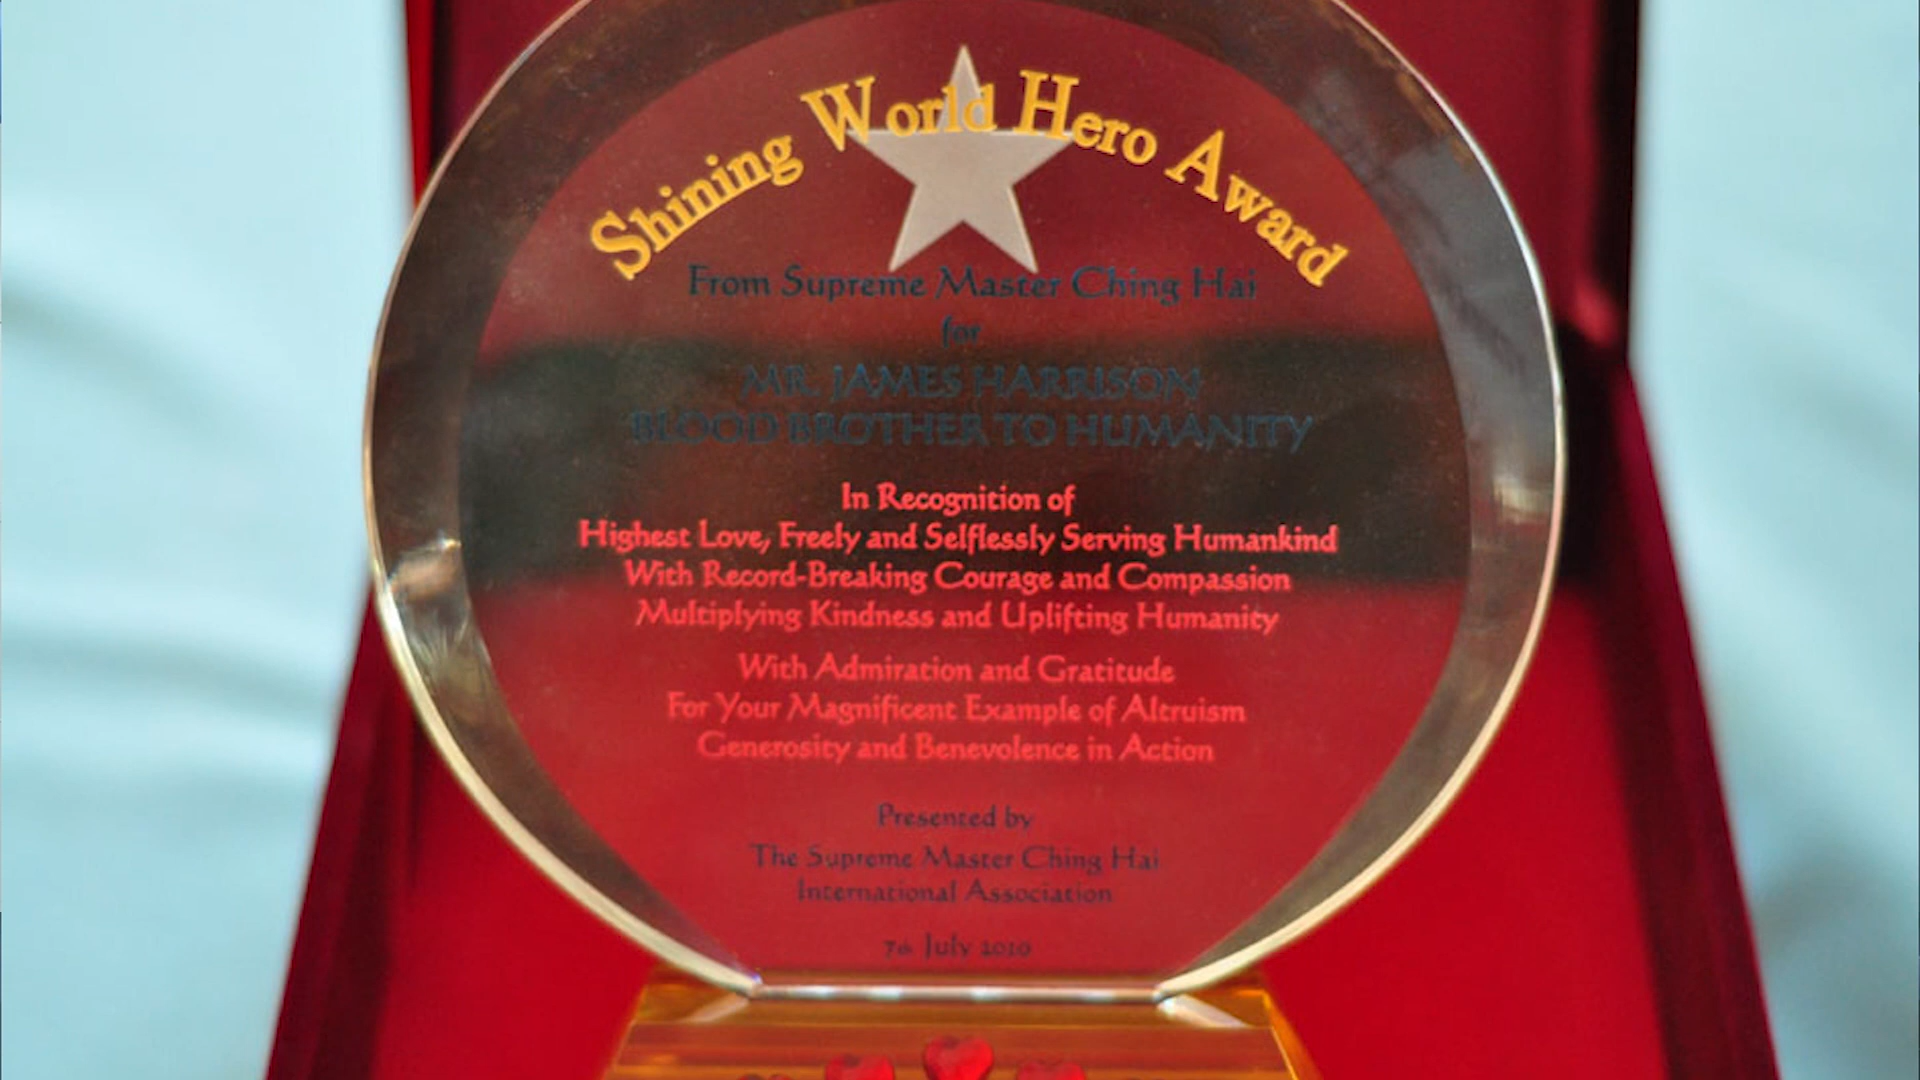 Shining World Hero Award
From Supreme Master Ching Hai
for
MR. JAMES HARRISON
BLOOD BROTHER TO HUMANITY
In Recognition of
Highest Love, Freely and Selflessly Serving Humankind
With Record-Breaking Courage and Compassion
Multiplying Kindness and Uplifting Humanity
With Admiration and Gratitude
For Your Magnificent Example of Altruism
Generosity and Benevolence in Action
Presented by
The Supreme Master Ching Hai
International Association
7th July 2010